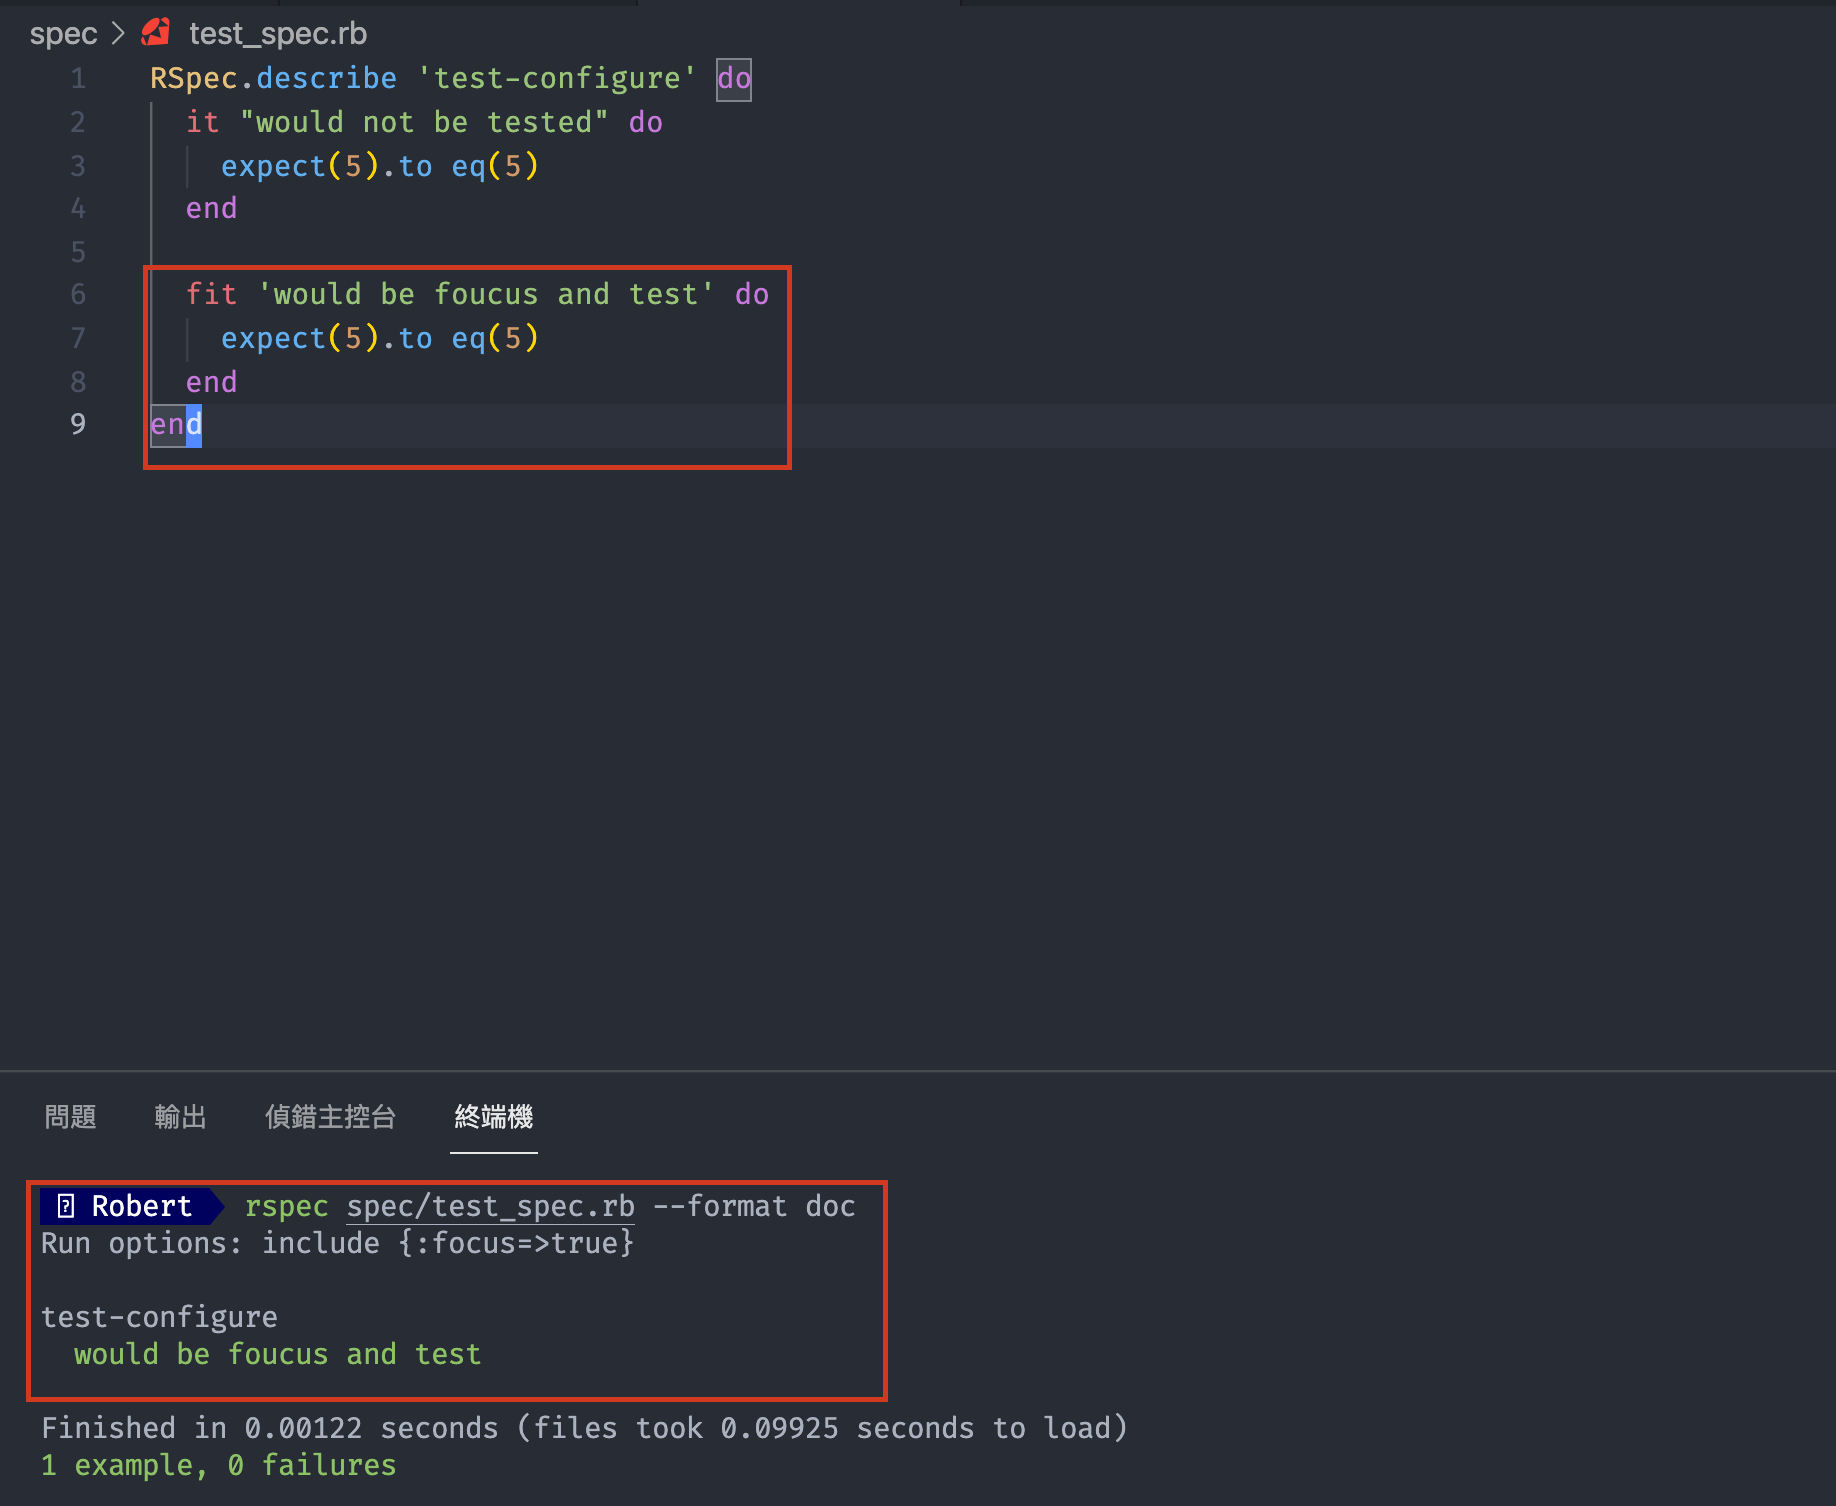 spec > test_spec.rb
1 RSpec.describe 'test-configure' do
2 it "would not be tested" do
3 expect(5).to eq(5)
4 end
5
6 fit 'would be foucus and test' do
7 expect(5).to eq(5)
8 end
9 end
問題 輸出 偵錯主控台 終端機
Robert rspec spec/test_spec.rb --format doc
Run options: include {:focus=>true}
test-configure
would be foucus and test
Finished in 0.00122 seconds (files took 0.09925 seconds to load)
1 example, 0 failures